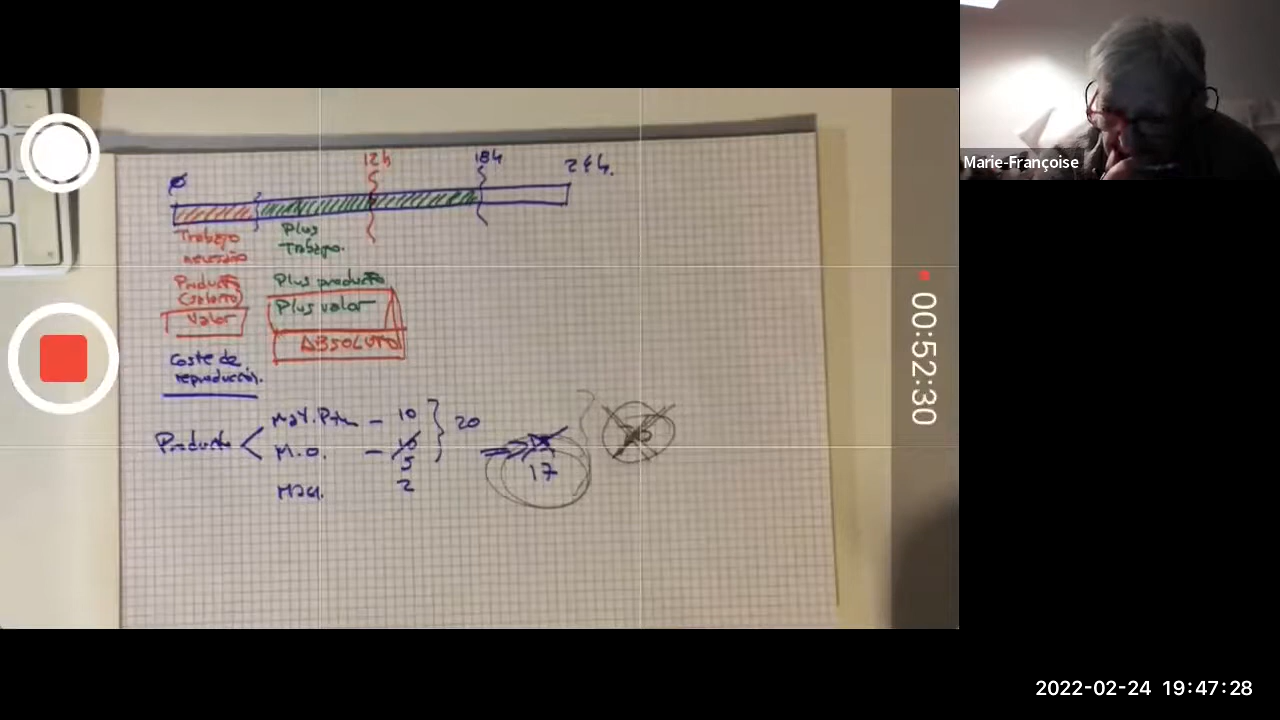 Marie-Françoise
12h
18h
24h.
Ø
Trabajo
necesario
Plus
Trabajo.
Producto
(salario)
Valor
Plus producto
Plus valor
ABSOLUTO
Coste de
reproducción.
Producto
Mat. Prim — 10
M.O. — 10
5
Maq. 2
20
17
00:52:30
2022-02-24 19:47:28